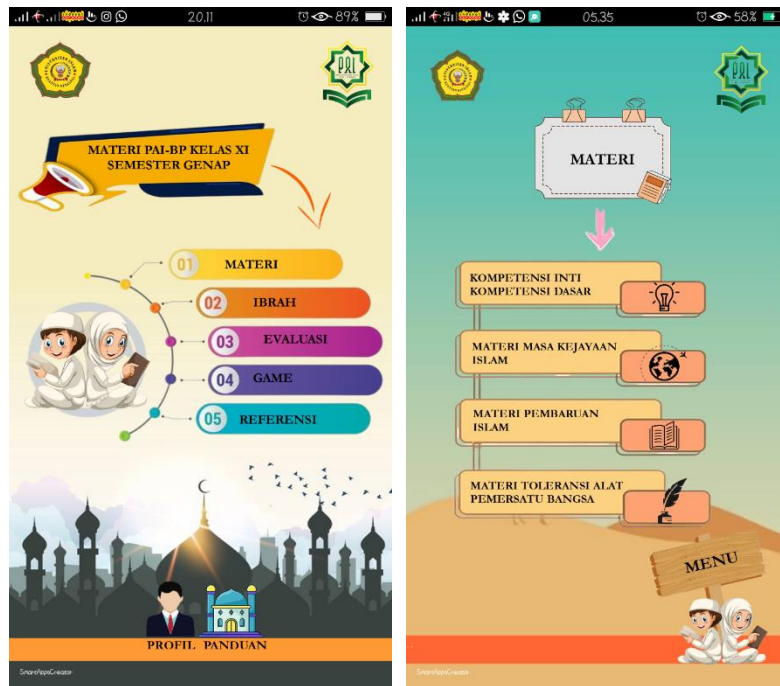 20.11
89%
PAI
MATERI PAI-BP KELAS XI
SEMESTER GENAP
01 MATERI
02 IBRAH
03 EVALUASI
04 GAME
05 REFERENSI
PROFIL PANDUAN
SmartAppsCreator
05.35
58%
PAI
MATERI
KOMPETENSI INTI
KOMPETENSI DASAR
MATERI MASA KEJAYAAN
ISLAM
MATERI PEMBARUAN
ISLAM
MATERI TOLERANSI ALAT
PEMERSATU BANGSA
MENU
SmartAppsCreator